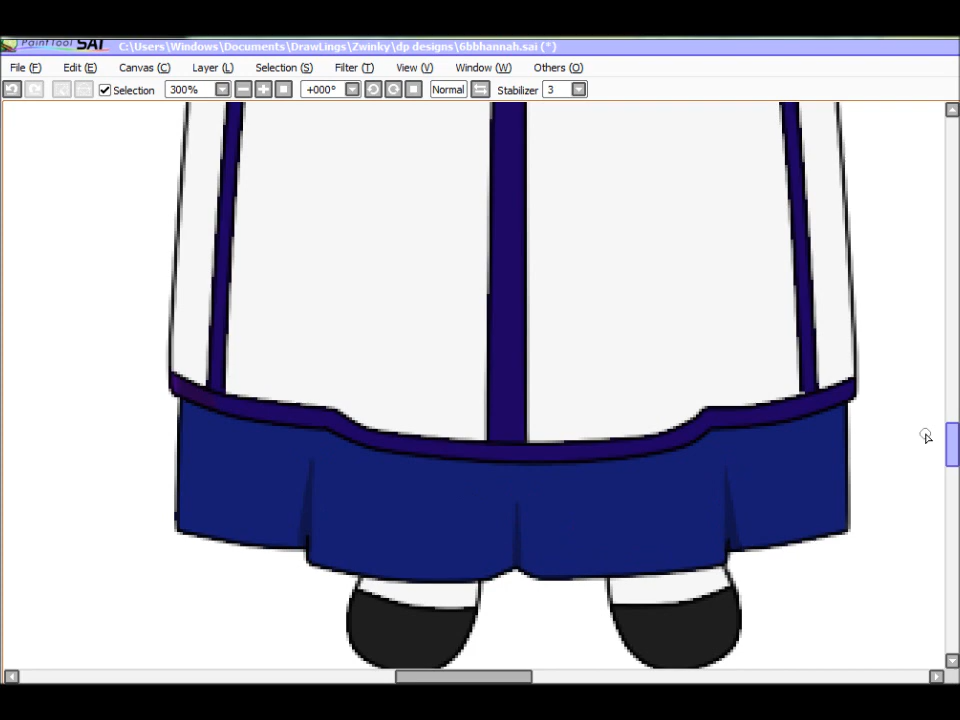 PaintTool SAI C:\Users\Windows\Documents\DrawLings\Zwinky\dp designs\6bbhannah.sai (*)
File (F) Edit (E) Canvas (C) Layer (L) Selection (S) Filter (T) View (V) Window (W) Others (O)
Selection 300% +000° Normal Stabilizer 3